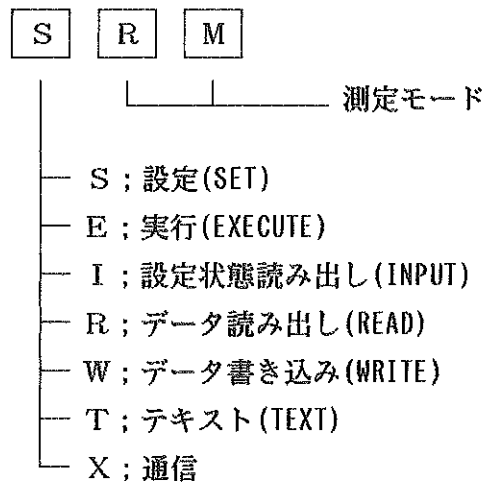 S R M
測定モード
S ; 設定(SET)
E ; 実行(EXECUTE)
I ; 設定状態読み出し(INPUT)
R ; データ読み出し(READ)
W ; データ書き込み(WRITE)
T ; テキスト(TEXT)
X ; 通信